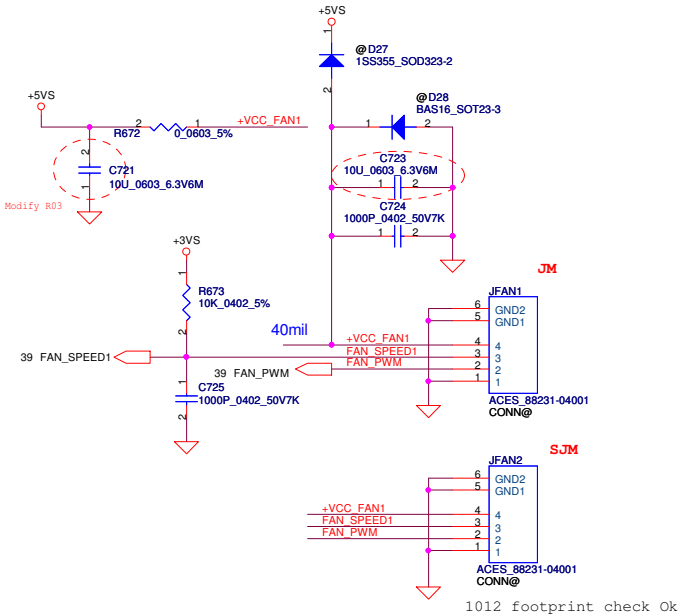 +5VS
1
@D27
1SS355_SOD323-2
2
@D28
BAS16_SOT23-3
1
2
+5VS
R672
2
1
0_0603_5%
+VCC_FAN1
2
C721
10U_0603_6.3V6M
1
Modify R03
C723
10U_0603_6.3V6M
1
2
C724
1000P_0402_50V7K
1
2
+3VS
1
R673
10K_0402_5%
2
40mil
39 FAN_SPEED1
39 FAN_PWM
1
C725
1000P_0402_50V7K
2
JM
JFAN1
6
GND2
5
GND1
+VCC_FAN1
4
4
FAN_SPEED1
3
3
FAN_PWM
2
2
1
1
ACES_88231-04001
CONN@
SJM
JFAN2
6
GND2
5
GND1
+VCC_FAN1
4
4
FAN_SPEED1
3
3
FAN_PWM
2
2
1
1
ACES_88231-04001
CONN@
1012 footprint check Ok